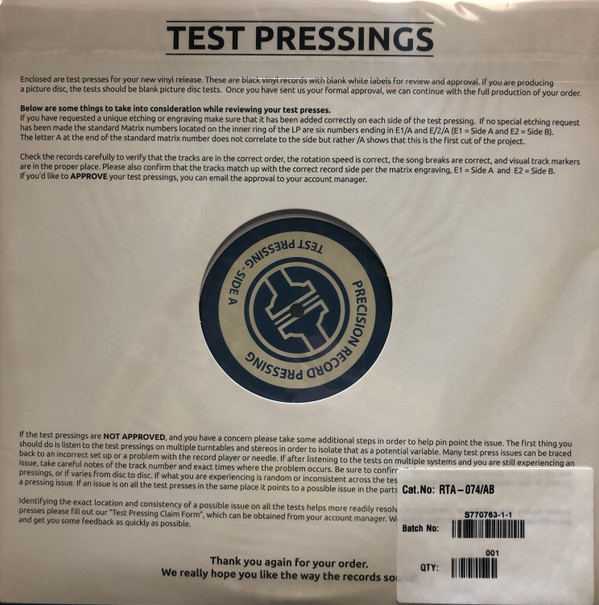 TEST PRESSINGS
Enclosed are test presses for your new vinyl release. These are black vinyl records with blank white labels for review and approval. If you are producing
a picture disc, the tests should be blank picture disc tests. Once you have sent us your formal approval, we can continue with the full production of your order.
Below are some things to take into consideration while reviewing your test presses.
If you have requested a unique etching or engraving make sure that it has been added correctly on each side of the test pressing. If no special etching request
has been made the standard Matrix numbers located on the inner ring of the LP are six numbers ending in E1/A and E/2/A (E1 = Side A and E2 = Side B).
The letter A at the end of the standard matrix number does not correlate to the side but rather /A shows that this is the first cut of the project.
Check the records carefully to verify that the tracks are in the correct order, the rotation speed is correct, the song breaks are correct, and visual track markers
are in the proper place. Please also confirm that the tracks match up with the correct record side per the matrix engraving, E1 = Side A and E2 = Side B.
If you'd like to APPROVE your test pressings, you can email the approval to your account manager.
TEST PRESSING - SIDE A
PRECISION RECORD PRESSING
If the test pressings are NOT APPROVED, and you have a concern please take some additional steps in order to help pin point the issue. The first thing you
should do is listen to the test pressings on multiple turntables and stereos in order to isolate that as a potential variable. Many test press issues can be traced
back to an incorrect set up or a problem with the record player or needle. If after listening to the tests on multiple systems and you are still experiencing an
issue, take careful notes of the track number and exact times where the problem occurs. Be sure to confirm
pressings, or if varies from disc to disc. If what you are experiencing is random or inconsistent across the tes
a pressing issue. If an issue is on all the test presses in the same place it points to a possible issue in the parts
Identifying the exact location and consistency of a possible issue on all the tests helps more readily resolv
presses please fill out our "Test Pressing Claim Form", which can be obtained from your account manager. W
and get you some feedback as quickly as possible.
Thank you again for your order.
We really hope you like the way the records sou
Cat.No: RTA-074/AB
S770763-1-1
Batch No:
001
QTY: